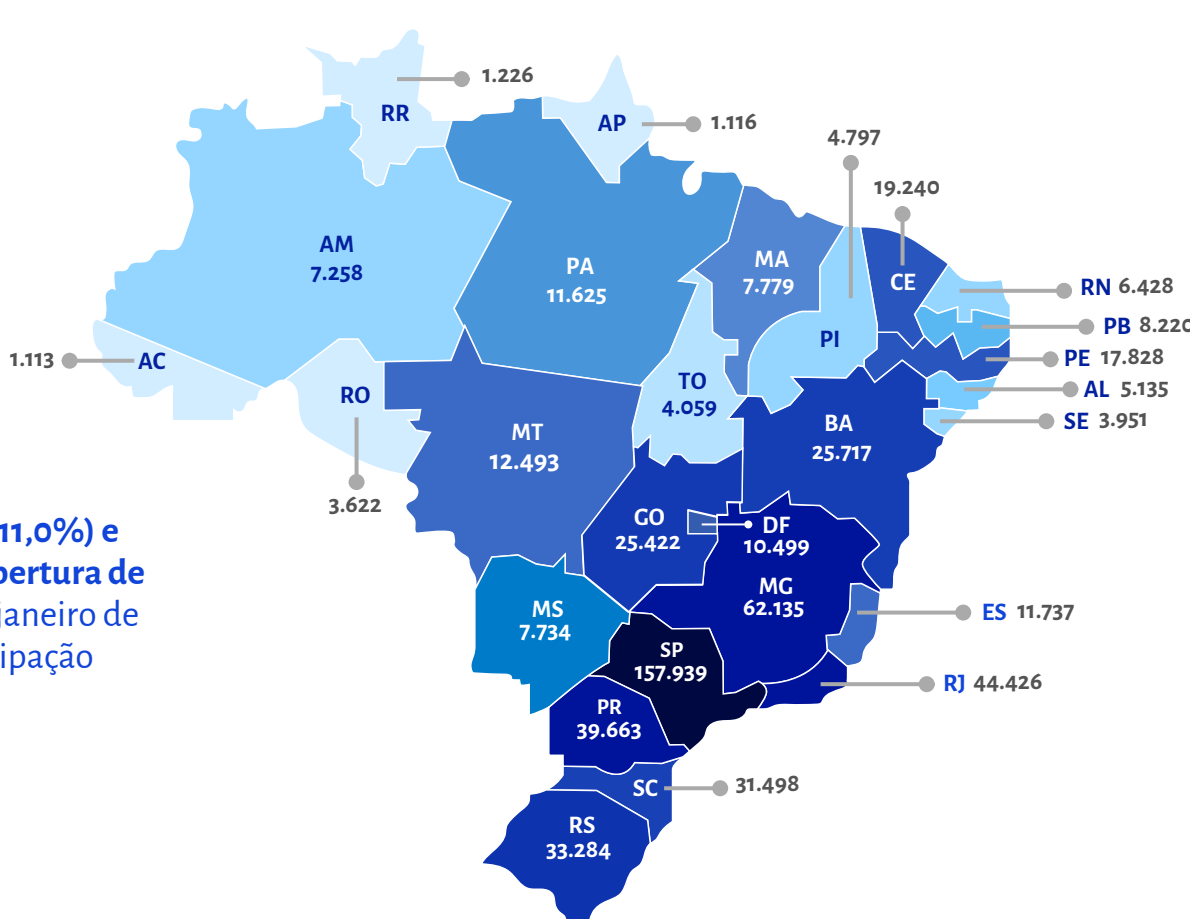 1.226
RR
AP
1.116
4.797
19.240
AM
7.258
PA
11.625
MA
7.779
CE
RN 6.428
PB 8.220
PI
PE 17.828
1.113
AC
RO
TO
4.059
AL 5.135
SE 3.951
MT
12.493
BA
25.717
3.622
GO
25.422
DF
10.499
11,0%) e
pertura de
janeiro de
ipação
MS
7.734
MG
62.135
ES 11.737
SP
157.939
RJ 44.426
PR
39.663
SC
31.498
RS
33.284